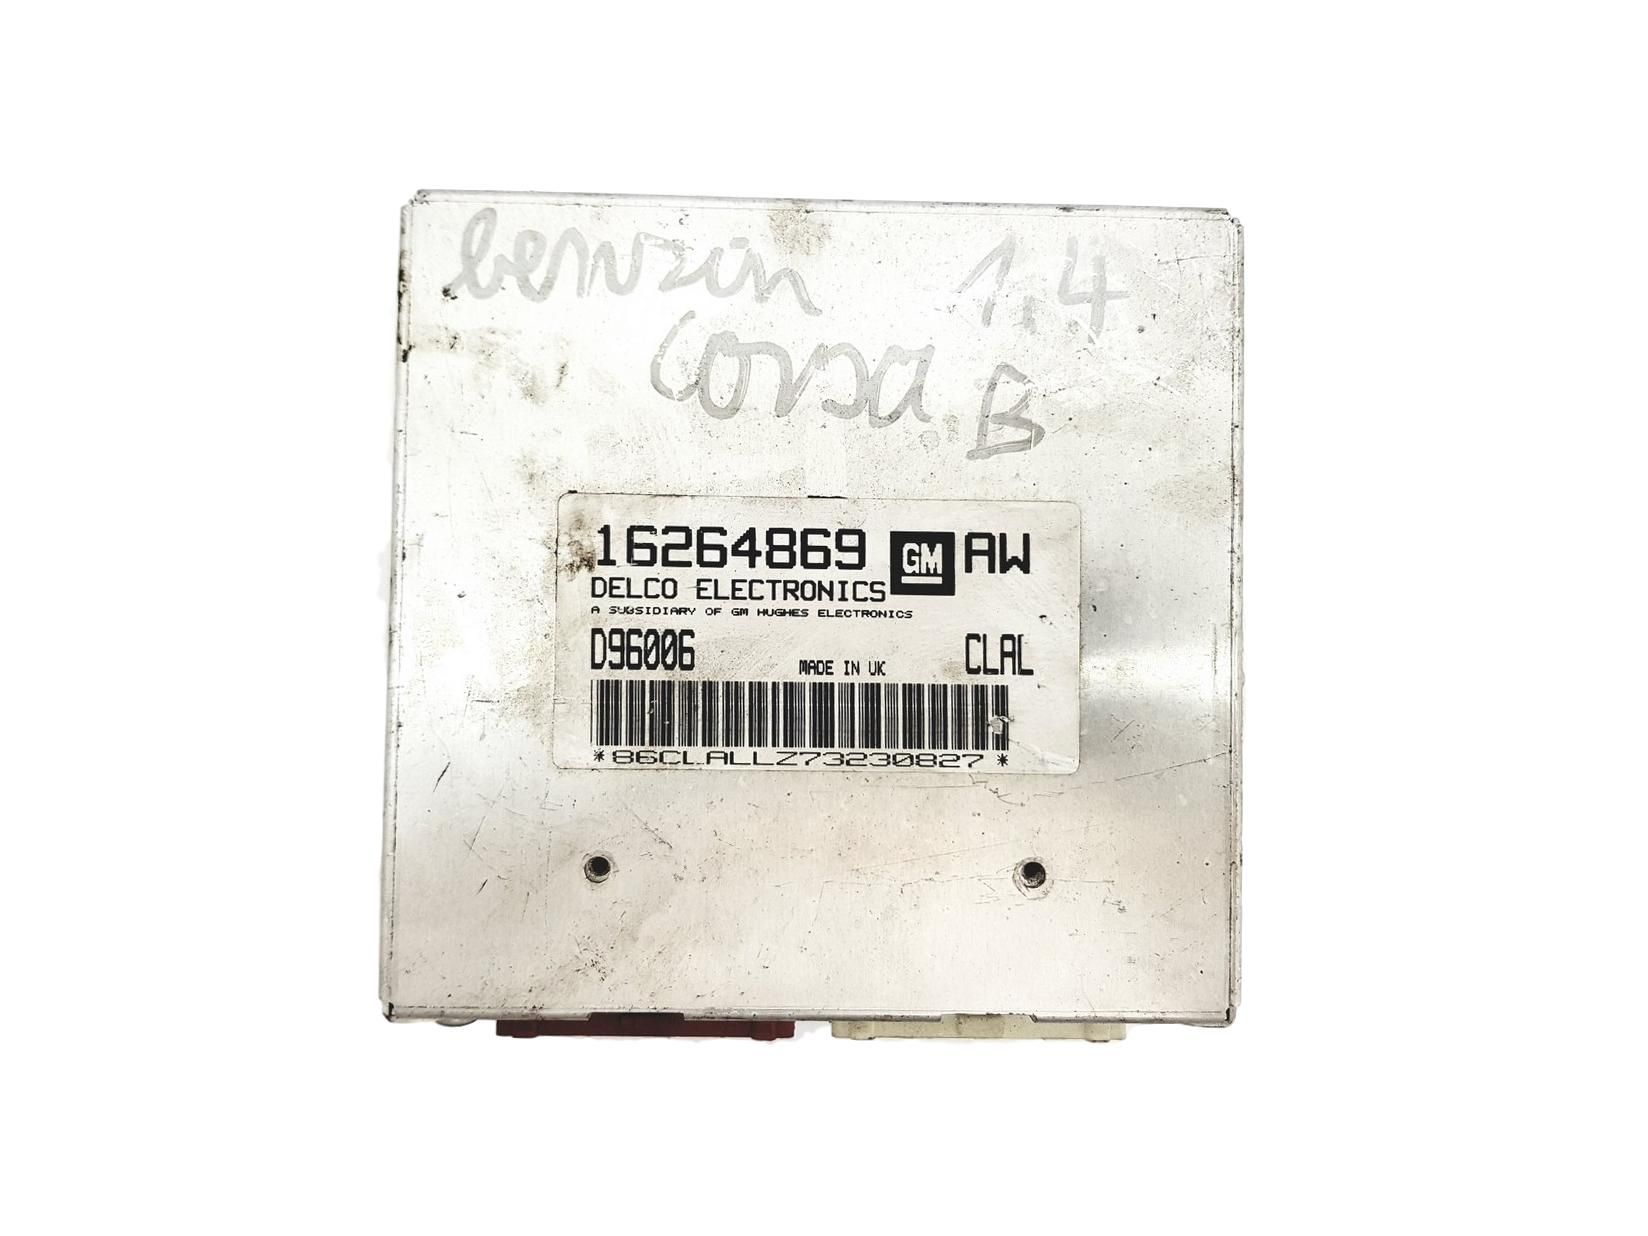 benzin 1.4
Corsa B
16264869 GM AW
DELCO ELECTRONICS
A SUBSIDIARY OF GM HUGHES ELECTRONICS
D96006 MADE IN UK CLAL
*86CLALLZ73230827*